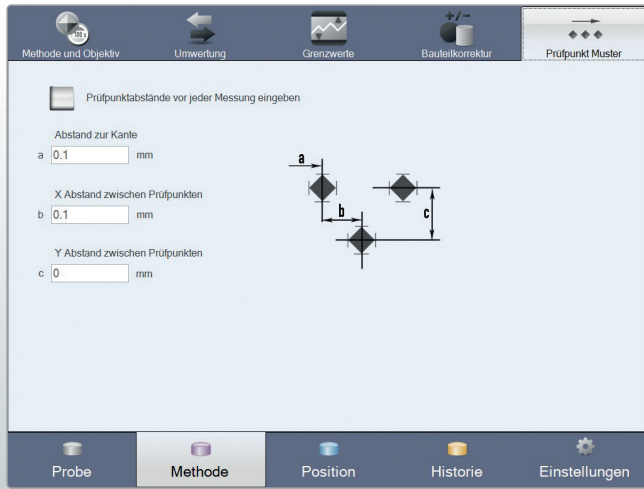 100 x
+/-
Methode und Objektiv
Umwertung
Grenzwerte
Bauteilkorrektur
Prüfpunkt Muster
Prüfpunktabstände vor jeder Messung eingeben
Abstand zur Kante
a 0.1 mm
X Abstand zwischen Prüfpunkten
b 0.1 mm
Y Abstand zwischen Prüfpunkten
c 0 mm
a
b
c
Probe
Methode
Position
Historie
Einstellungen